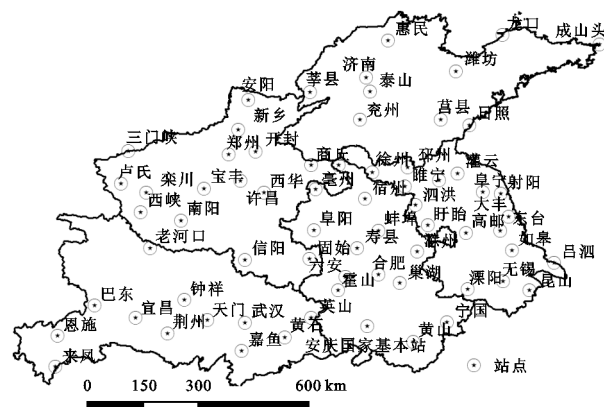 惠民
龙口
成山头
济南
潍坊
莘县
泰山
安阳
兖州
莒县
日照
新乡
郑州
开封
三门峡
商丘
徐州
邳州
灌云
卢氏
栾川
宝丰
西华
亳州
宿州
睢宁
阜宁
射阳
许昌
泗洪
大丰
西峡
南阳
阜阳
蚌埠
盱眙
高邮
东台
老河口
信阳
固始
寿县
滁州
如皋
吕泗
六安
合肥
巢湖
霍山
溧阳
无锡
昆山
巴东
钟祥
英山
宜昌
天门
武汉
宁国
恩施
荆州
黄石
黄山
嘉鱼
安肤国家基本站
来凤
站点
0 150 300 600 km